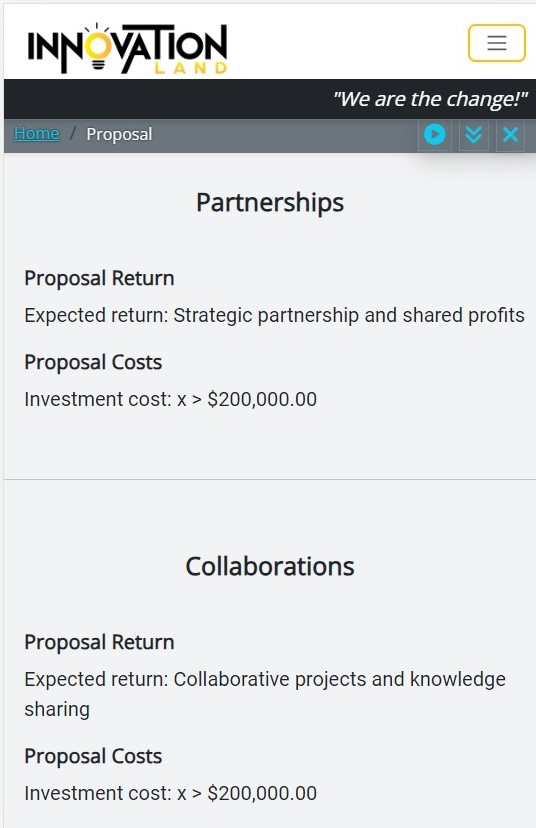 INNOVATION
LAND
"We are the change!"
Home / Proposal
Partnerships
Proposal Return
Expected return: Strategic partnership and shared profits
Proposal Costs
Investment cost: x > $200,000.00
Collaborations
Proposal Return
Expected return: Collaborative projects and knowledge
sharing
Proposal Costs
Investment cost: x > $200,000.00